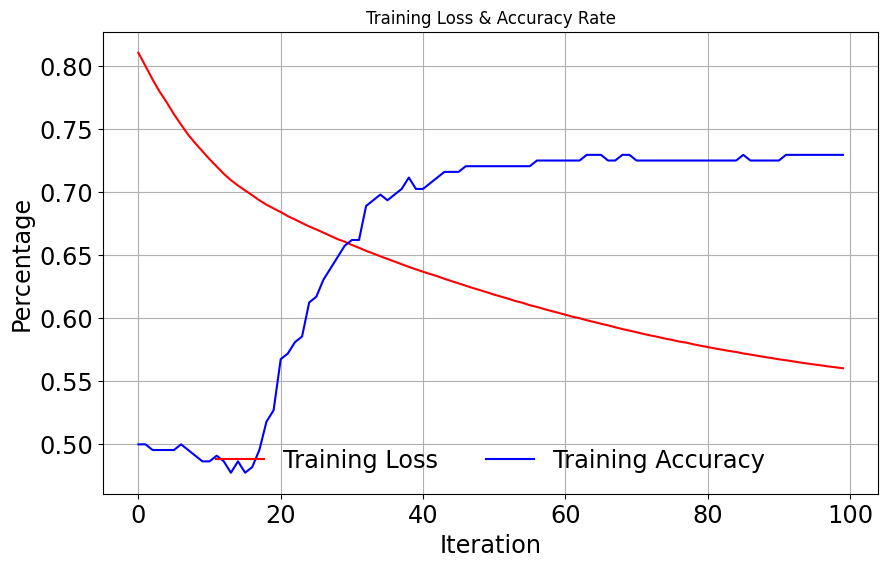 Training Loss & Accuracy Rate
0.80
0.75
0.70
0.65
0.60
0.55
0.50
Percentage
Training Loss Training Accuracy
0 20 40 60 80 100
Iteration